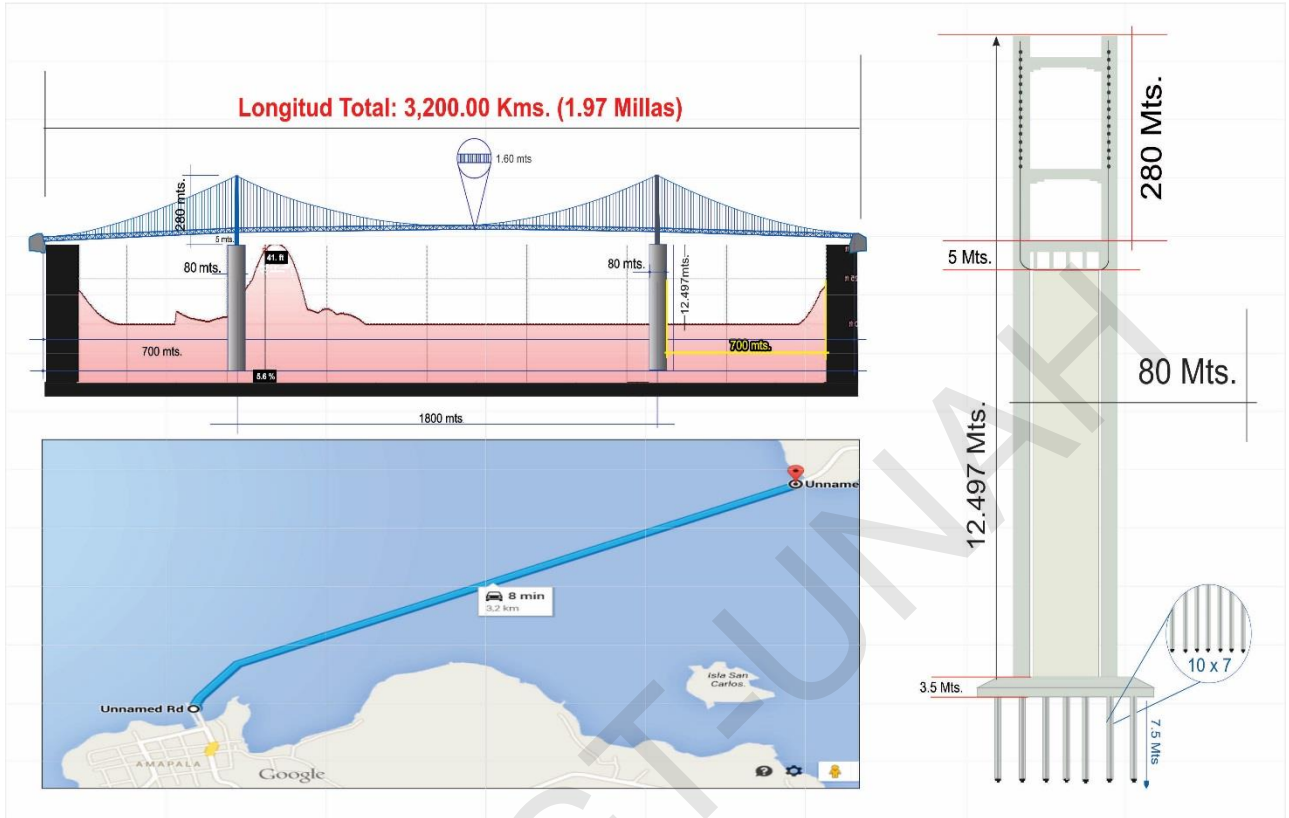 Longitud Total: 3,200.00 Kms. (1.97 Millas)
1.60 mts
280 mts.
5 mts.
80 mts.
41. ft
80 mts.
12.497mts.
700 mts.
700 mts.
5.6 %
1800 mts
8 min
3,2 km
Unname
Unnamed Rd
Isla San
Carlos.
AMAPALA
Google
280 Mts.
5 Mts.
80 Mts.
12.497 Mts.
10 x 7
3.5 Mts.
7.5 Mts
CT-UNAH